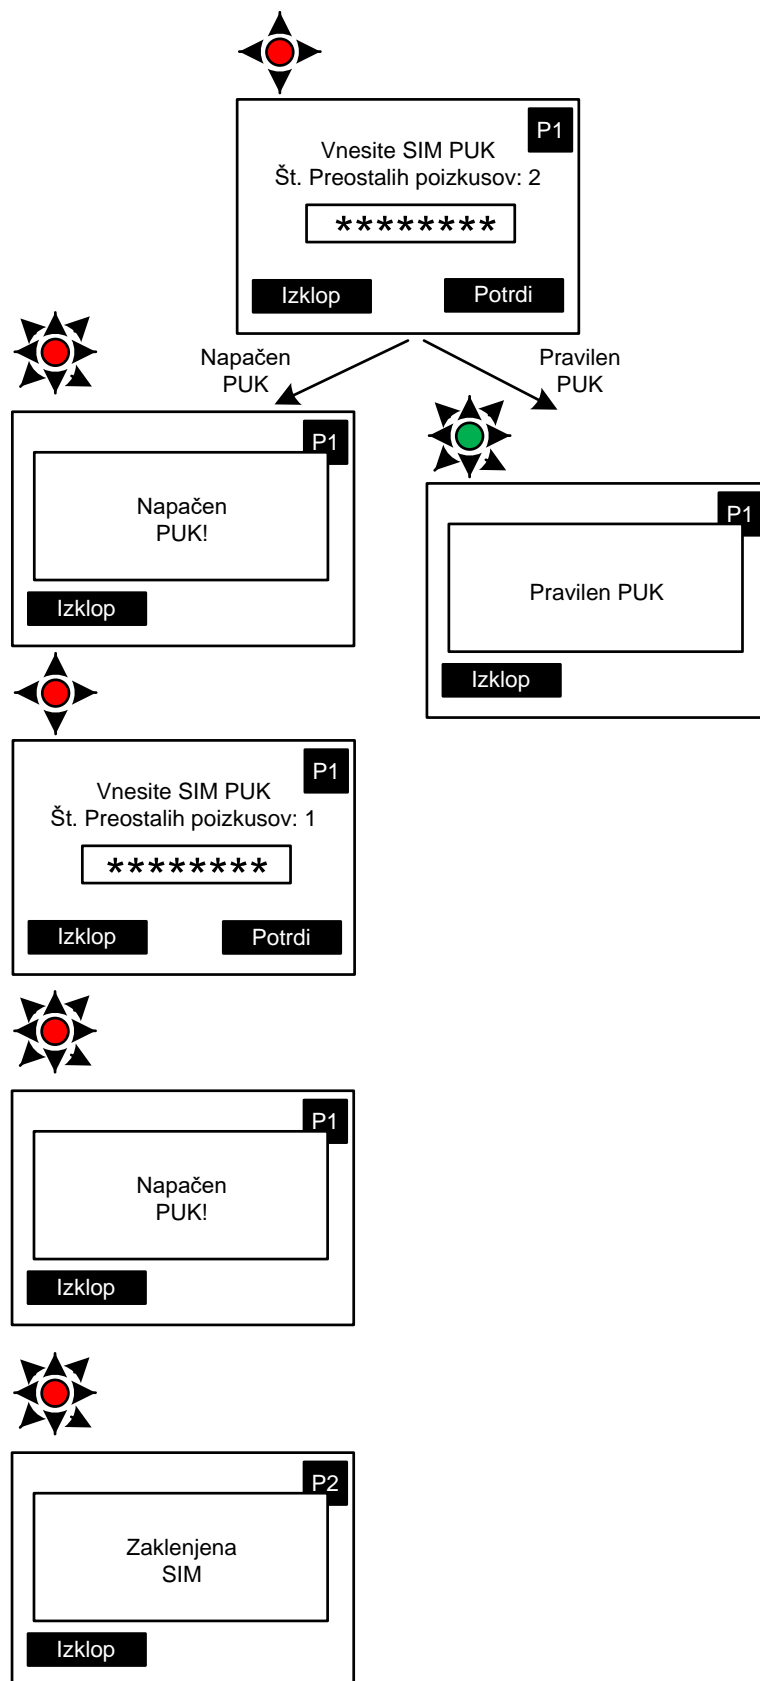 P1
Vnesite SIM PUK
Št. Preostalih poizkusov: 2
********
Izklop
Potrdi
Napačen
PUK
Pravilen
PUK
P1
Napačen
PUK!
Izklop
P1
Pravilen PUK
Izklop
P1
Vnesite SIM PUK
Št. Preostalih poizkusov: 1
********
Izklop
Potrdi
P1
Napačen
PUK!
Izklop
P2
Zaklenjena
SIM
Izklop